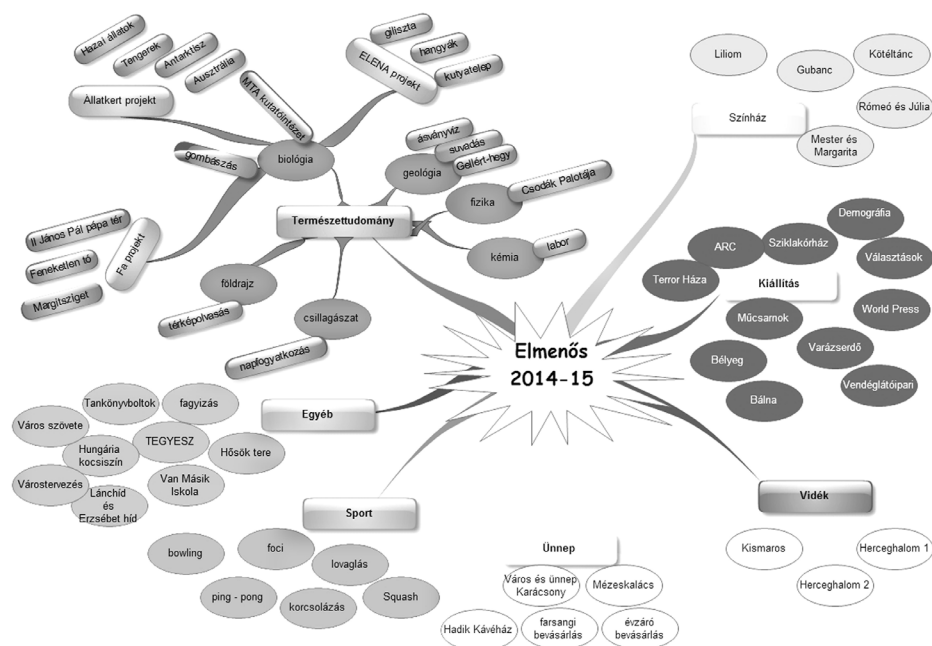 Hazai állatok
Tengerek
Antarktisz
Ausztrália
Állatkert projekt
MTA kutatóintézet
giliszta
hangyák
kutyatelep
ELENA projekt
gombászás
biológia
ásványvíz
suvadás
Gellért-hegy
geológia
Csodák Palotája
fizika
Természettudomány
labor
kémia
II János Pál pápa tér
Feneketlen tó
Margitsziget
Fa projekt
földrajz
térképolvasás
csillagászat
napfogyatkozás
Liliom
Gubanc
Kötéltánc
Színház
Rómeó és Júlia
Mester és
Margarita
Demográfia
ARC
Sziklakórház
Választások
Terror Háza
Kiállítás
Műcsarnok
World Press
Bélyeg
Varázserdő
Bálna
Vendéglátóipari
Elmenős
2014-15
Egyéb
Tankönyvboltok
fagyizás
Város szövete
TEGYESZ
Hungária
kocsiszín
Hősök tere
Várostervezés
Van Másik
Iskola
Lánchíd
és
Erzsébet híd
Sport
bowling
foci
lovaglás
ping - pong
korcsolázás
Squash
Ünnep
Város és ünnep
Karácsony
Mézeskalács
Hadik Kávéház
farsangi
bevásárlás
évzáró
bevásárlás
Vidék
Kismaros
Herceghalom 1
Herceghalom 2